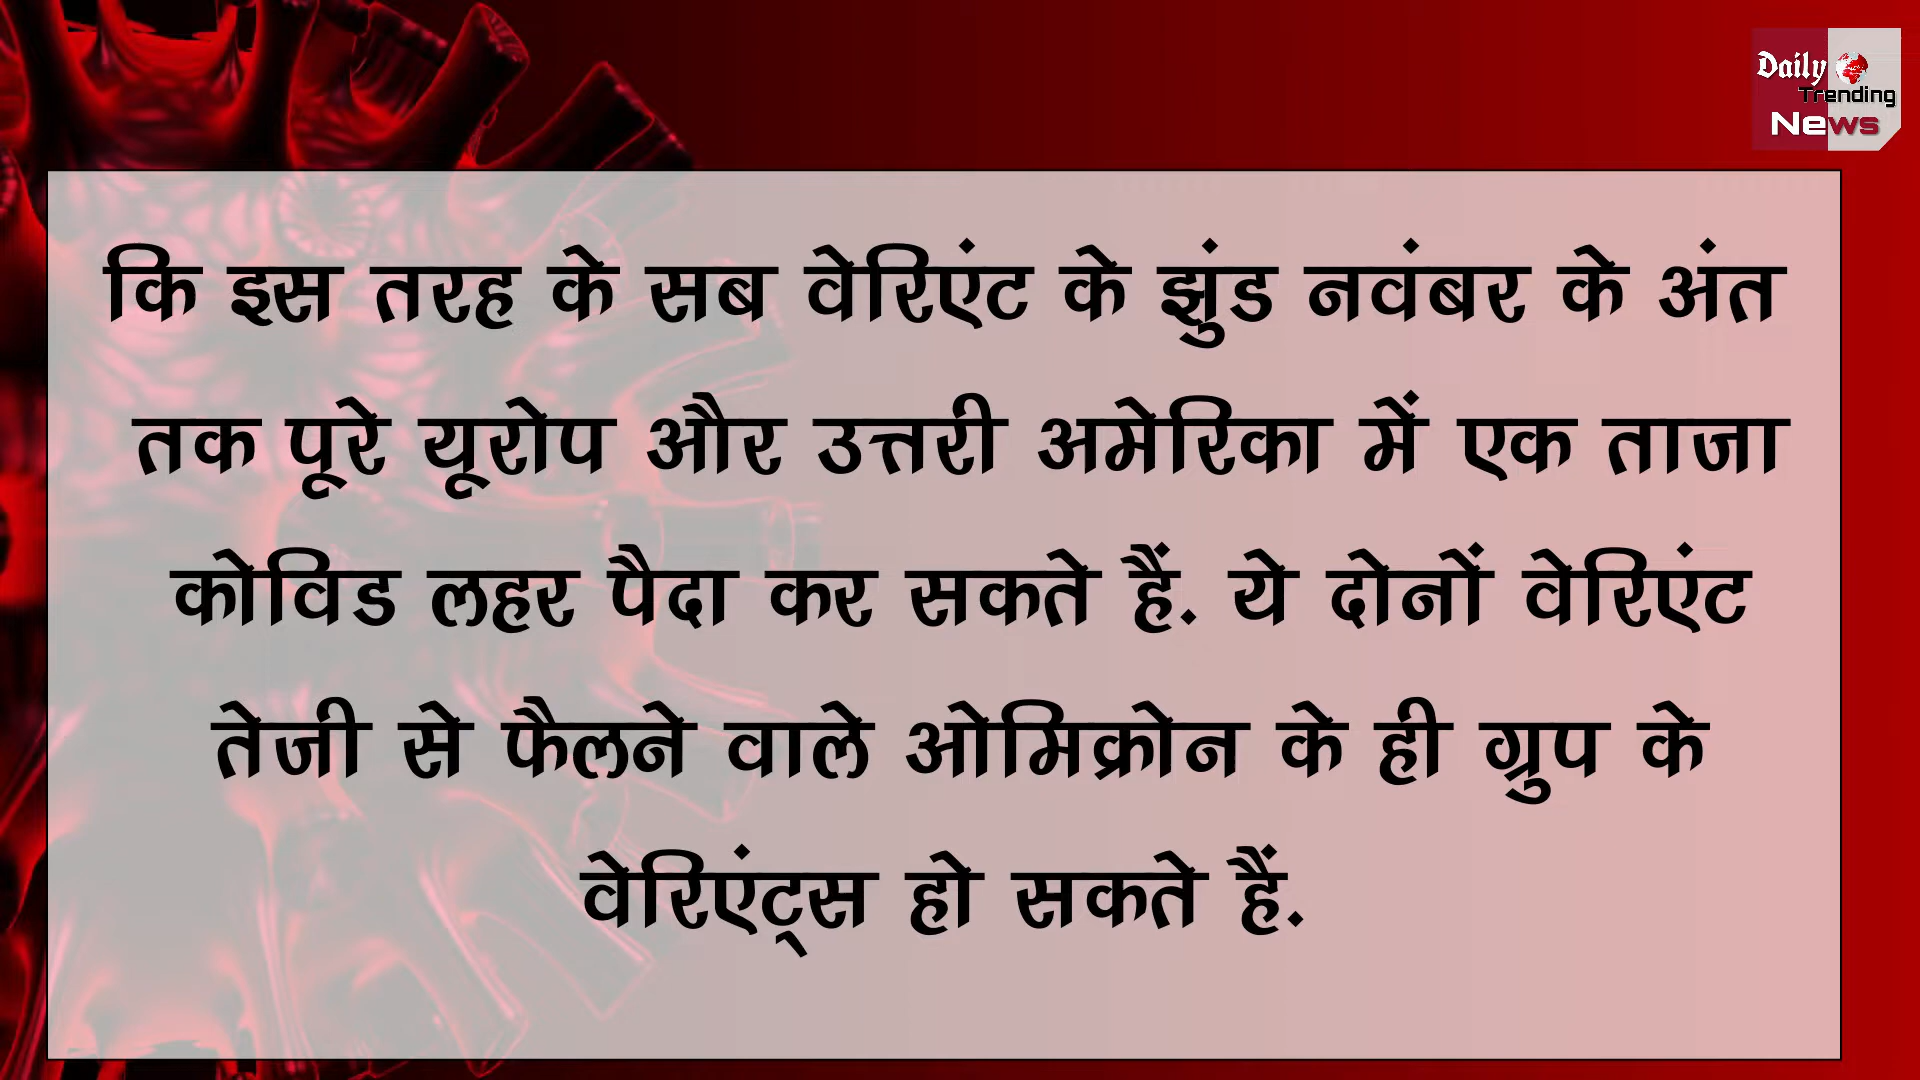 Daily
Trending
News
कि इस तरह के सब वेरिएंट के झुंड नवंबर के अंत
तक पूरे यूरोप और उत्तरी अमेरिका में एक ताजा
कोविड लहर पैदा कर सकते हैं. ये दोनों वेरिएंट
तेजी से फैलने वाले ओमिक्रोन के ही ग्रुप के
वेरिएंट्स हो सकते हैं.